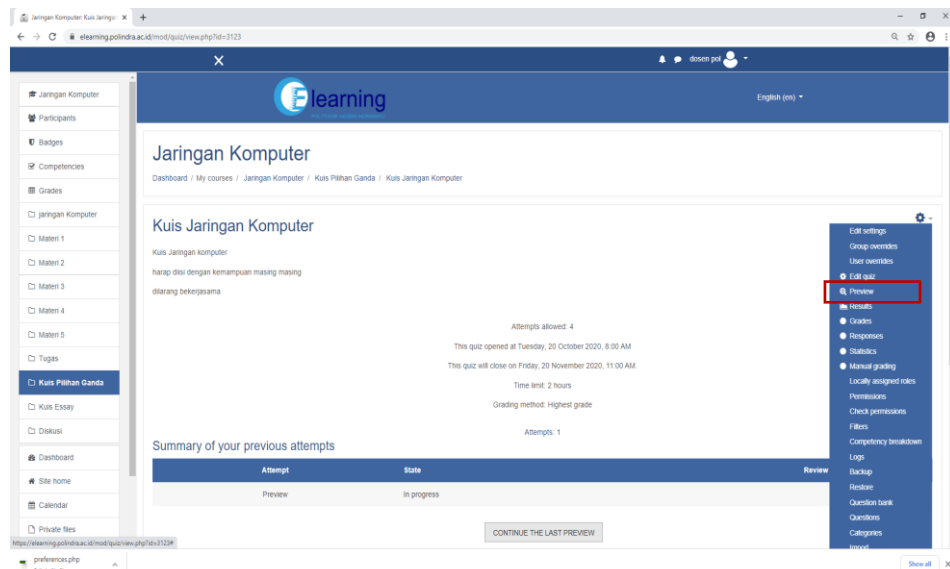 Jaringan Komputer: Kuis Jaringan
elearning.polindra.ac.id/mod/quiz/view.php?id=3123
dosen pol
Elearning
English (en)
Jaringan Komputer
Participants
Badges
Competencies
Grades
jaringan Komputer
Materi 1
Materi 2
Materi 3
Materi 4
Materi 5
Tugas
Kuis Pilihan Ganda
Kuis Essay
Diskusi
Dashboard
Site home
Calendar
Private files
Jaringan Komputer
Dashboard / My courses / Jaringan Komputer / Kuis Pilihan Ganda / Kuis Jaringan Komputer
Kuis Jaringan Komputer
Kuis Jaringan komputer
harap diisi dengan kemampuan masing masing
dilarang bekerjasama
Attempts allowed: 4
This quiz opened at Tuesday, 20 October 2020, 8:00 AM
This quiz will close on Friday, 20 November 2020, 11:00 AM.
Time limit: 2 hours
Grading method: Highest grade
Attempts: 1
Summary of your previous attempts
Attempt State Review
Preview In progress
CONTINUE THE LAST PREVIEW
Edit settings
Group overrides
User overrides
Edit quiz
Preview
Results
Grades
Responses
Statistics
Manual grading
Locally assigned roles
Permissions
Check permissions
Filters
Competency breakdown
Logs
Backup
Restore
Question bank
Questions
Categories
Import
https://elearning.polindra.ac.id/mod/quiz/view.php?id=3123#
preferences.php
Show all